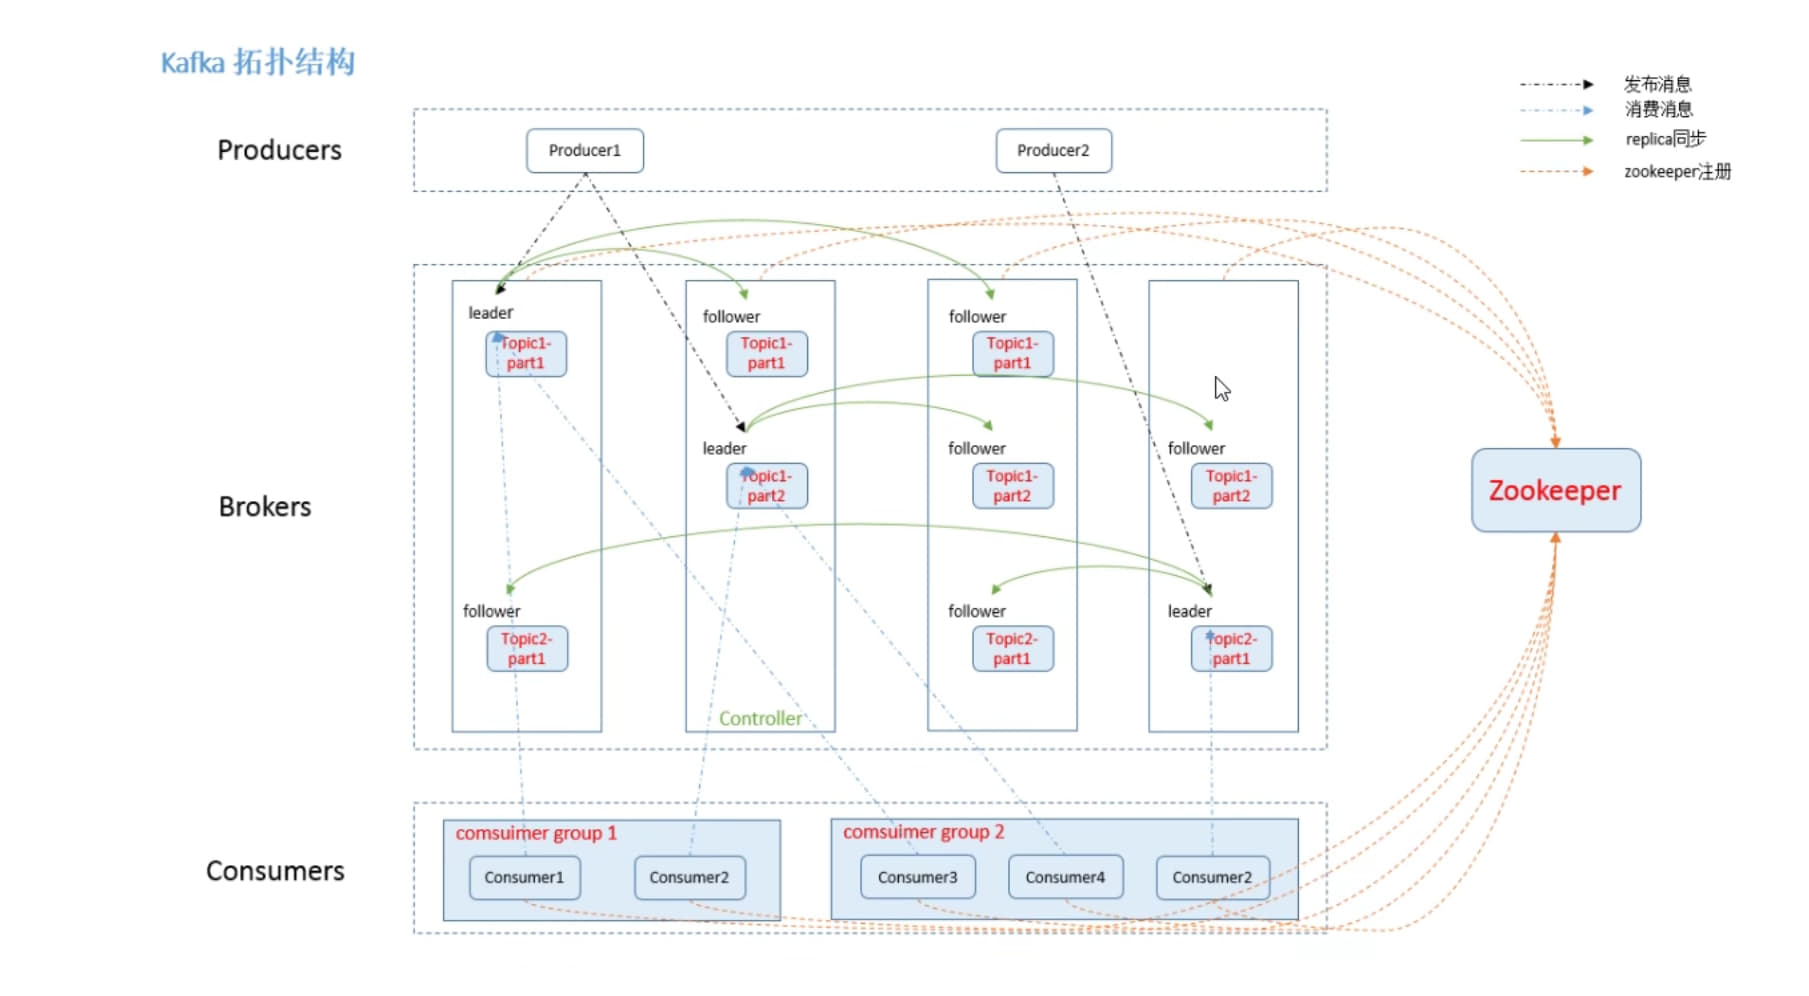 Kafka 拓扑结构
发布消息
消费消息
replica同步
zookeeper注册
Producers
Producer1
Producer2
Brokers
leader
Topic1-
part1
follower
Topic1-
part1
follower
Topic1-
part1
leader
Topic1-
part2
follower
Topic1-
part2
follower
Topic1-
part2
follower
Topic2-
part1
follower
Topic2-
part1
leader
Topic2-
part1
Controller
Zookeeper
Consumers
comsuimer group 1
Consumer1
Consumer2
comsuimer group 2
Consumer3
Consumer4
Consumer2